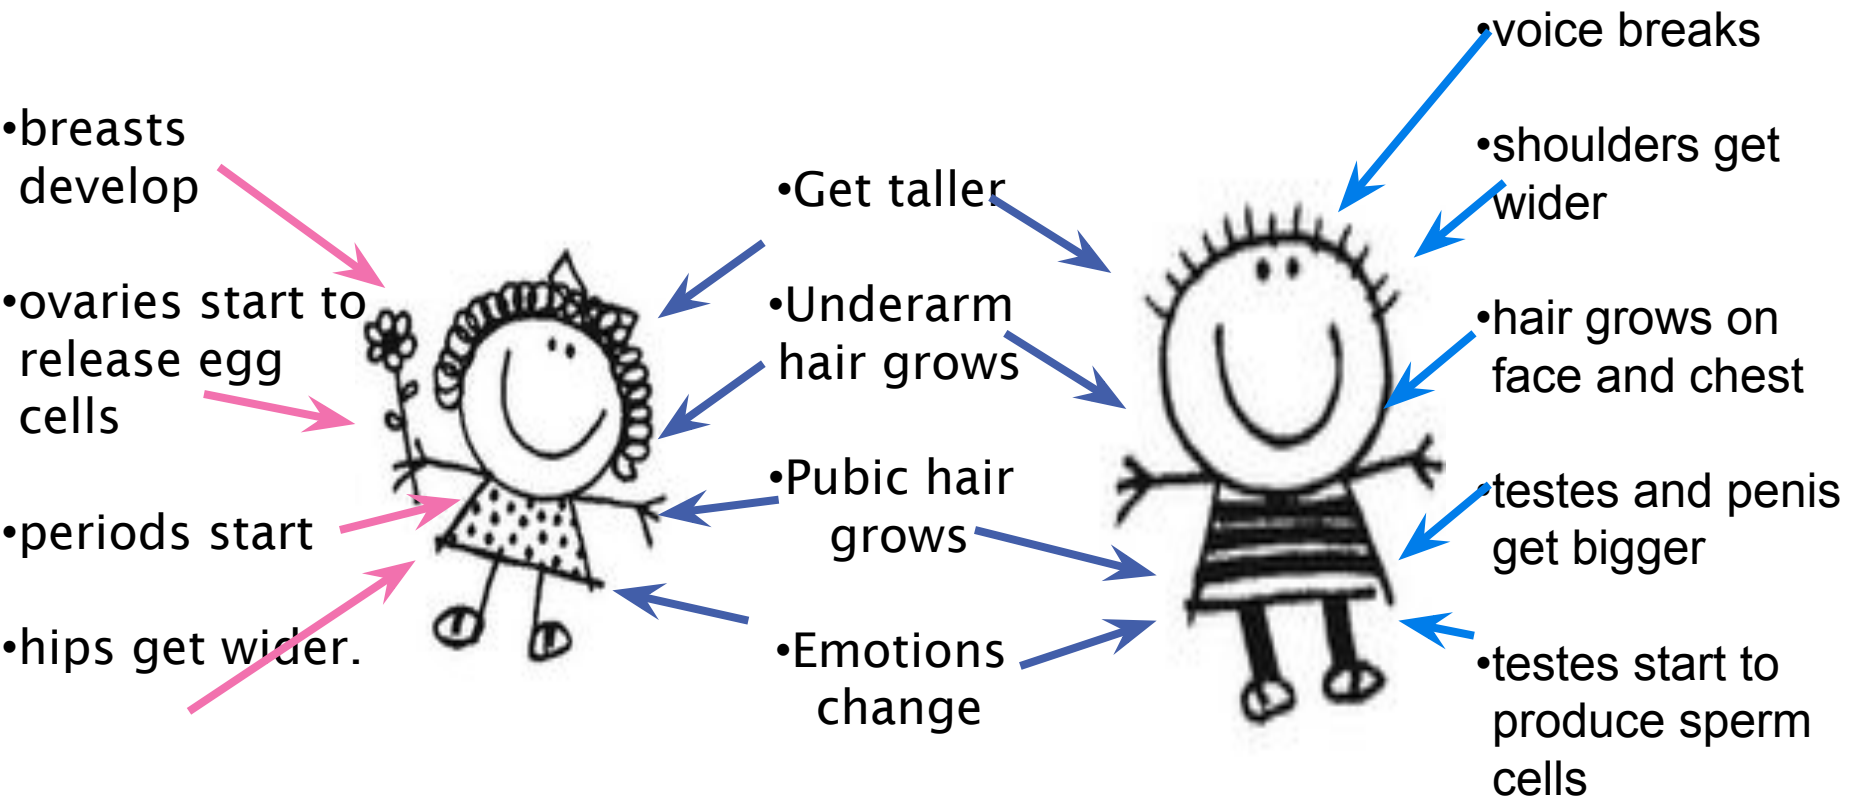 •breasts
develop
•ovaries start to
release egg
cells
•periods start
•hips get wider.
•Get taller
•Underarm
hair grows
•Pubic hair
grows
•Emotions
change
•voice breaks
•shoulders get
wider
•hair grows on
face and chest
•testes and penis
get bigger
•testes start to
produce sperm
cells